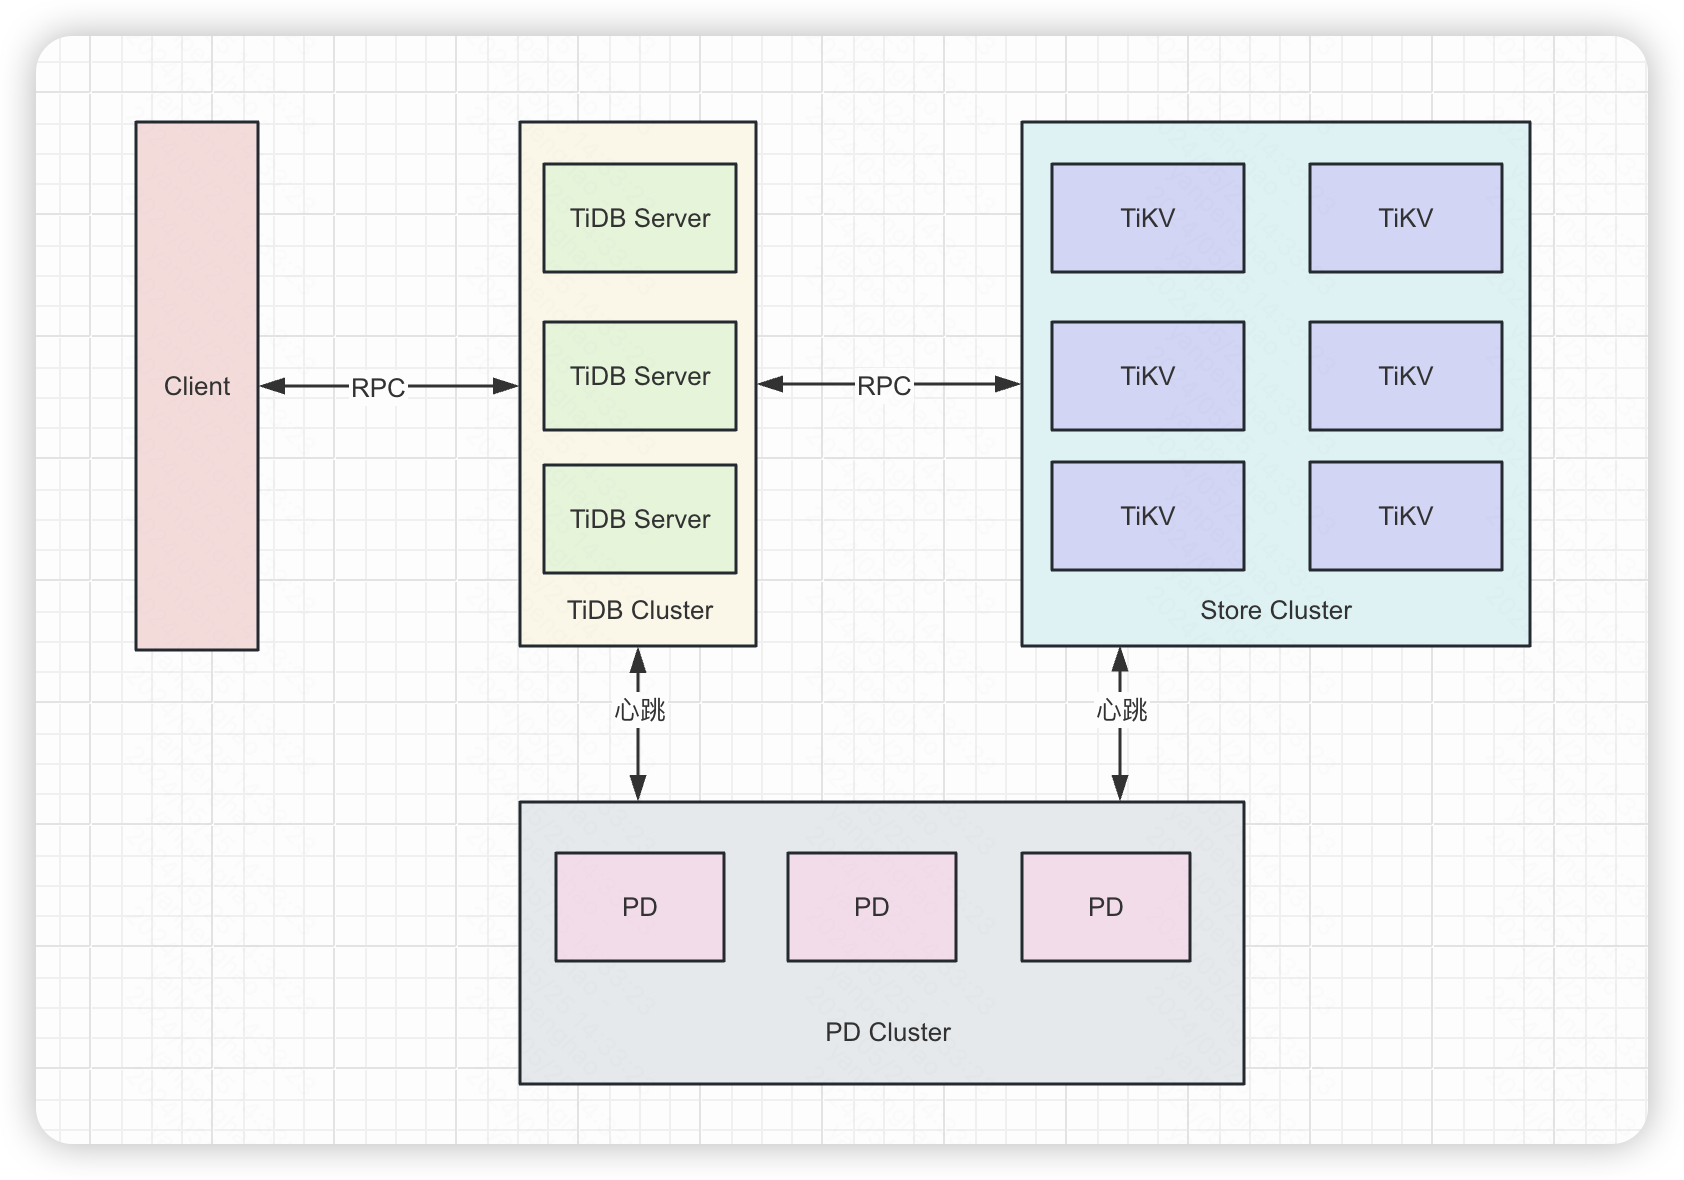 Client
RPC
TiDB Server
TiDB Server
TiDB Server
TiDB Cluster
RPC
TiKV
TiKV
TiKV
TiKV
TiKV
TiKV
Store Cluster
心跳
心跳
PD
PD
PD
PD Cluster